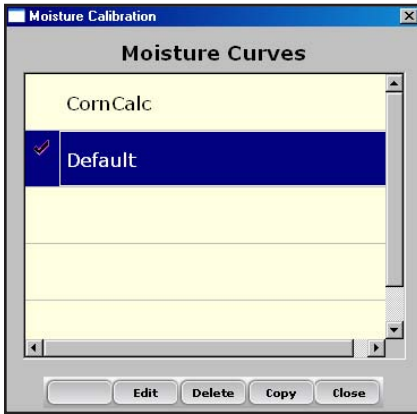 Moisture Calibration
Moisture Curves
CornCalc
Default
Edit Delete Copy Close